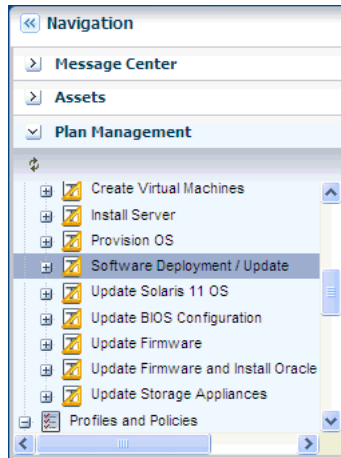 Navigation
Message Center
Assets
Plan Management
Create Virtual Machines
Install Server
Provision OS
Software Deployment / Update
Update Solaris 11 OS
Update BIOS Configuration
Update Firmware
Update Firmware and Install Oracle
Update Storage Appliances
Profiles and Policies